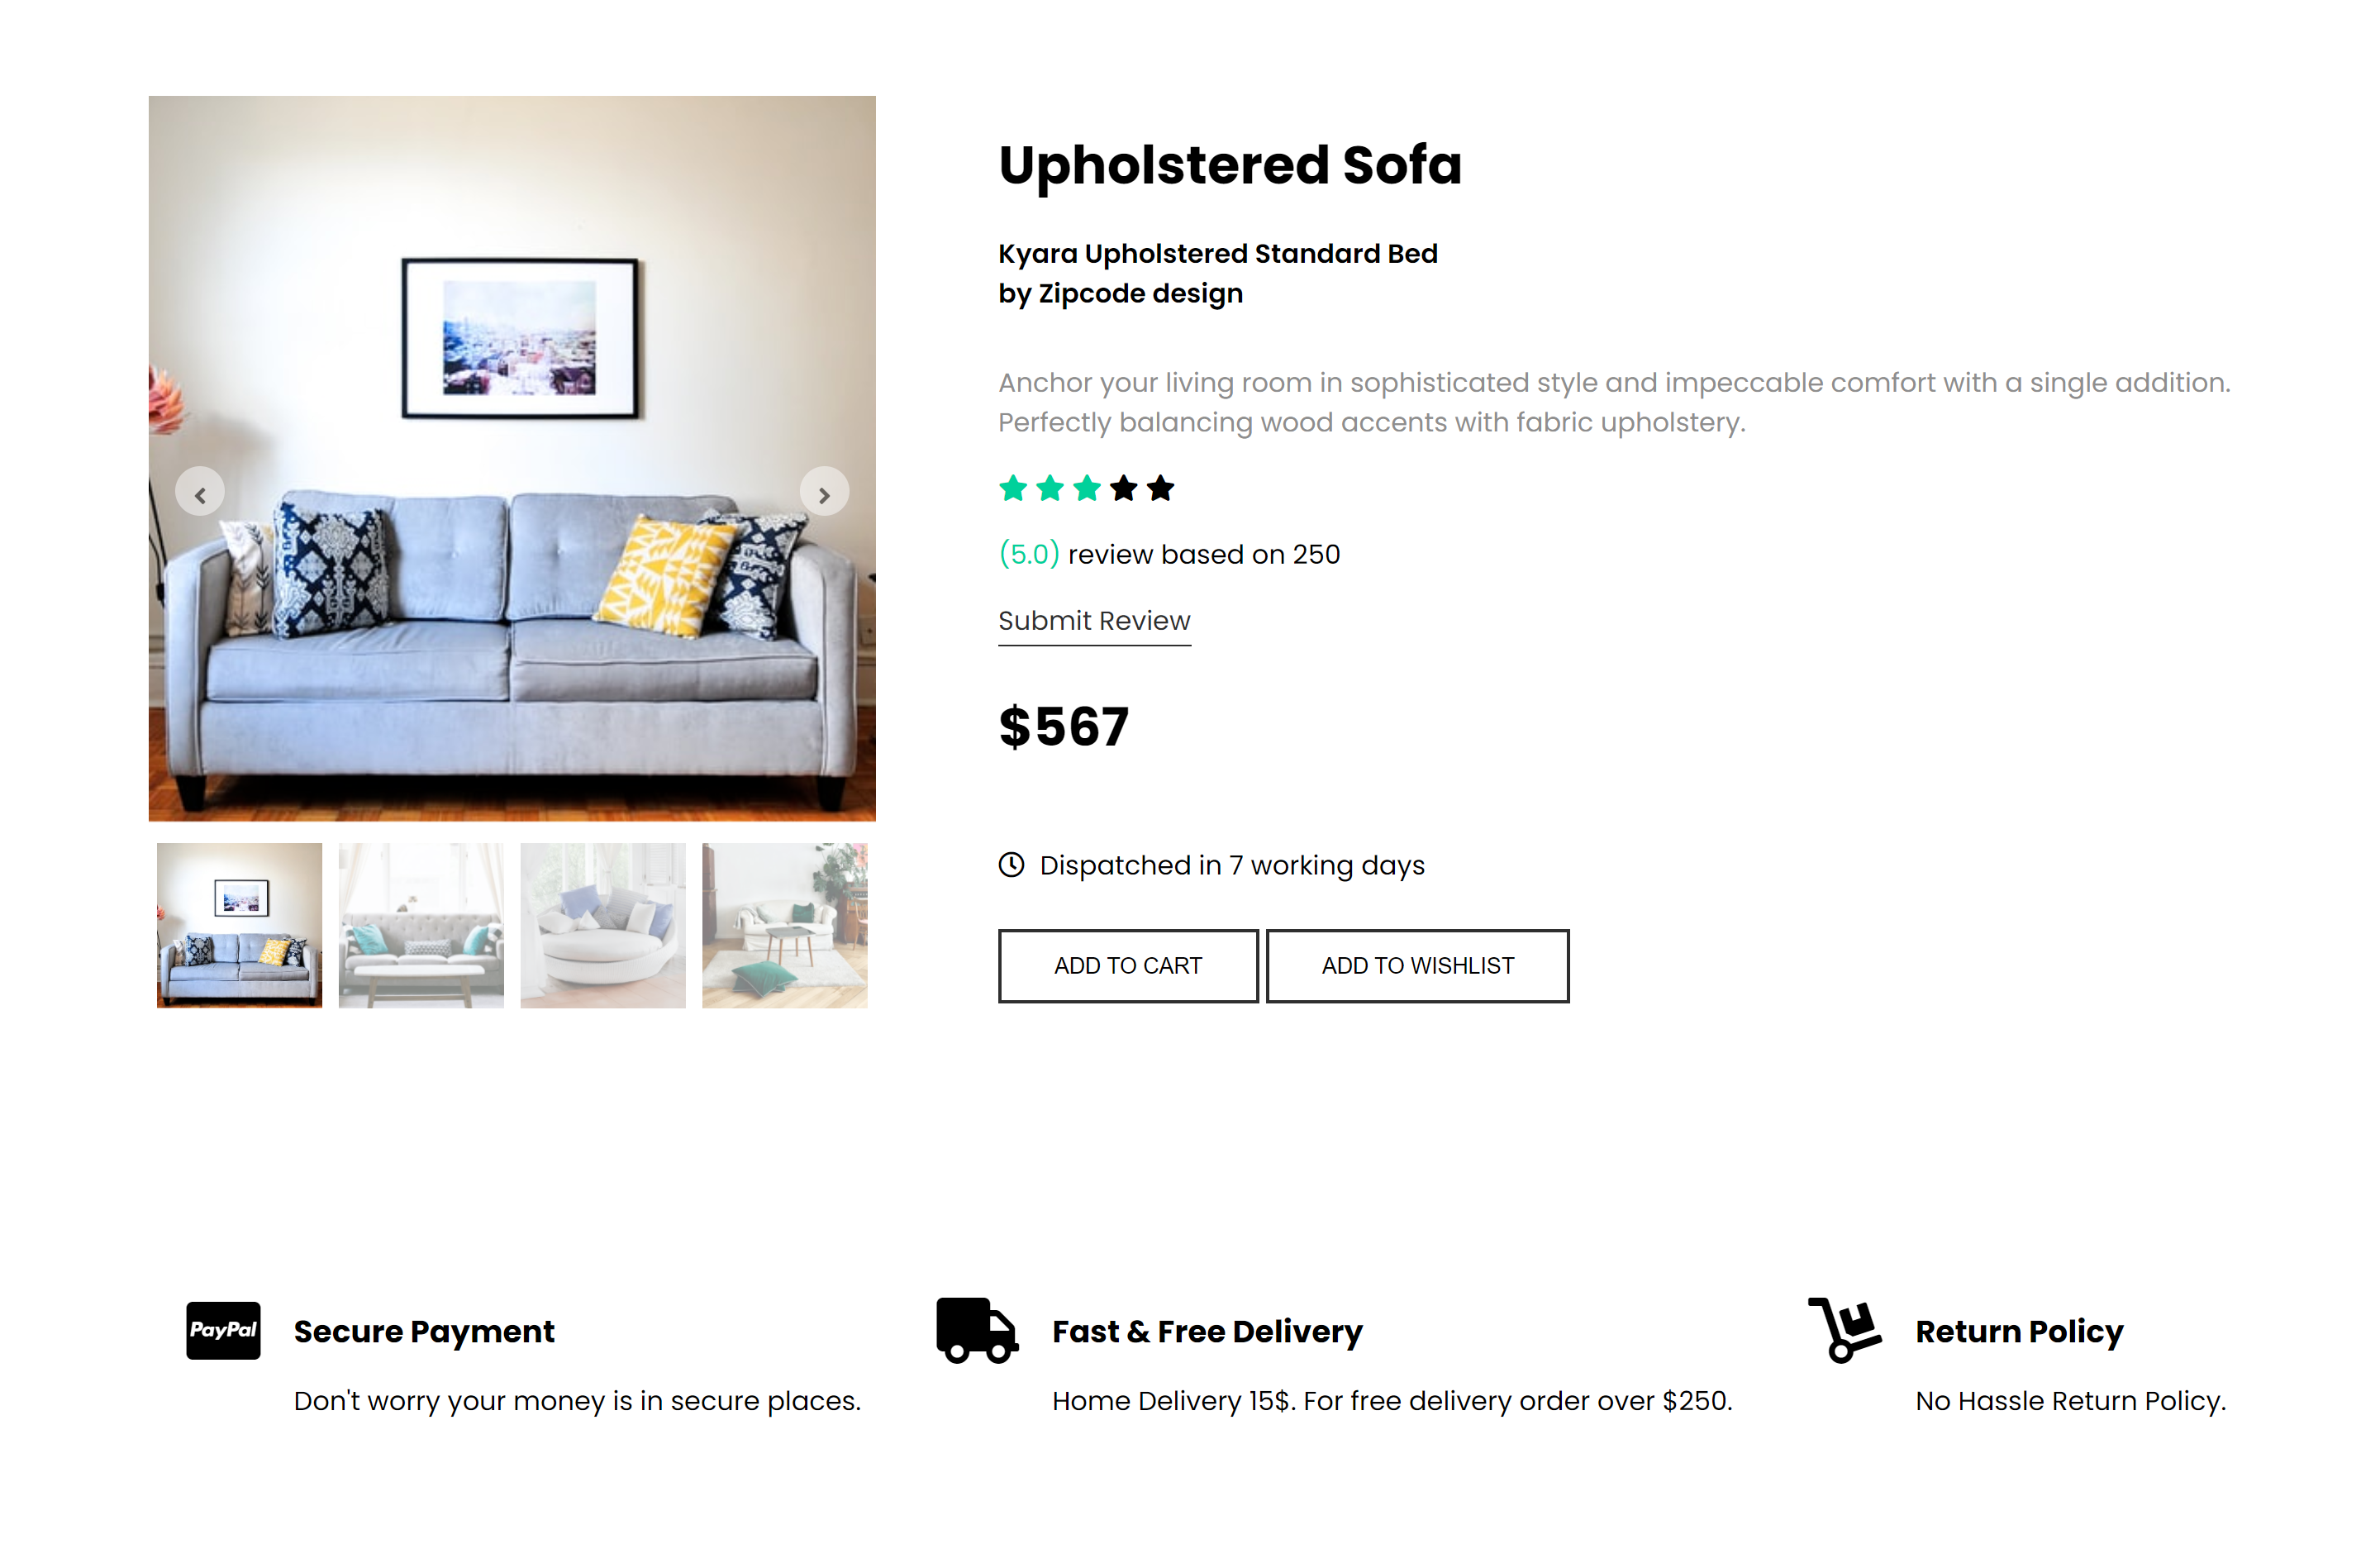 Upholstered Sofa
Kyara Upholstered Standard Bed
by Zipcode design
Anchor your living room in sophisticated style and impeccable comfort with a single addition.
Perfectly balancing wood accents with fabric upholstery.
(5.0) review based on 250
Submit Review
$567
Dispatched in 7 working days
ADD TO CART
ADD TO WISHLIST
PayPal
Secure Payment
Don't worry your money is in secure places.
Fast & Free Delivery
Home Delivery 15$. For free delivery order over $250.
Return Policy
No Hassle Return Policy.